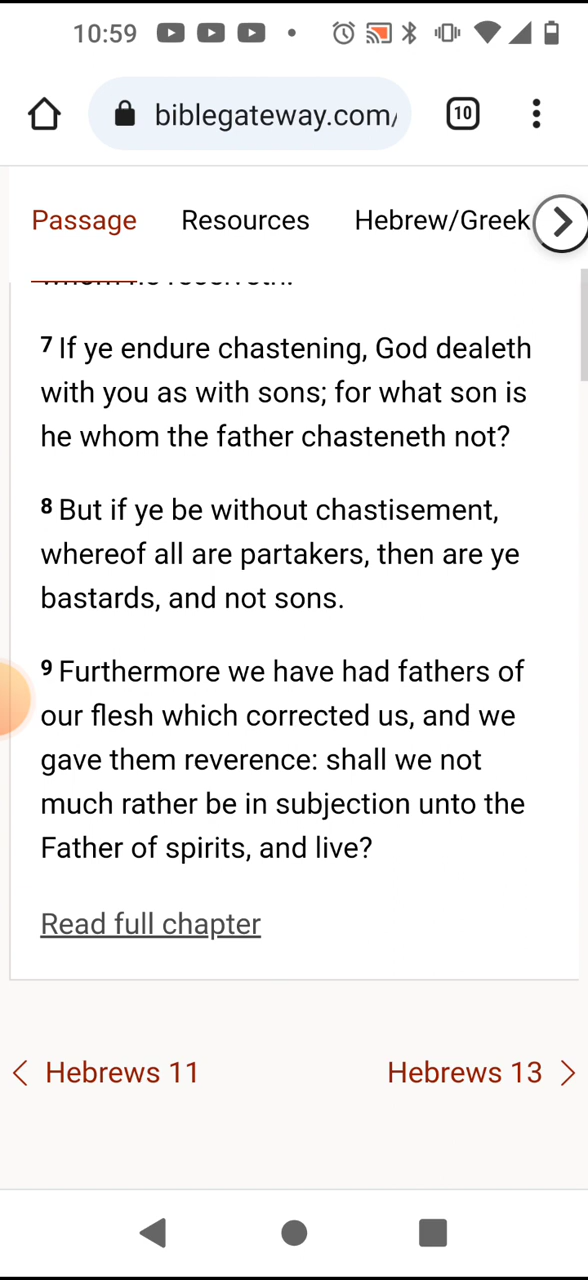 10:59
biblegateway.com/
10
Passage Resources Hebrew/Greek
7 If ye endure chastening, God dealeth
with you as with sons; for what son is
he whom the father chasteneth not?
8 But if ye be without chastisement,
whereof all are partakers, then are ye
bastards, and not sons.
9 Furthermore we have had fathers of
our flesh which corrected us, and we
gave them reverence: shall we not
much rather be in subjection unto the
Father of spirits, and live?
Read full chapter
< Hebrews 11 Hebrews 13 >